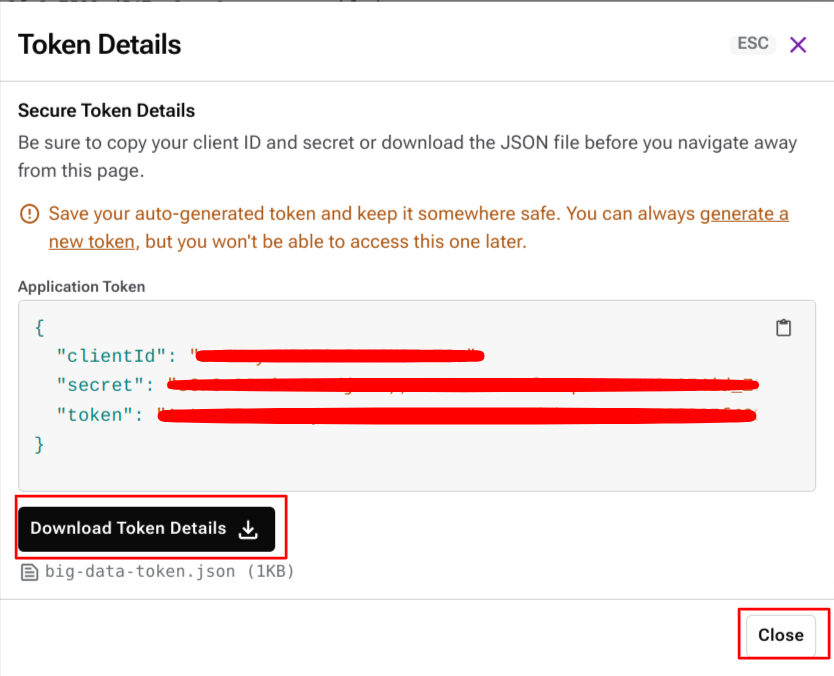 Token Details
ESC
Secure Token Details
Be sure to copy your client ID and secret or download the JSON file before you navigate away
from this page.
Save your auto-generated token and keep it somewhere safe. You can always generate a
new token, but you won't be able to access this one later.
Application Token
{
"clientId": "
"secret":
"token":
}
Download Token Details
big-data-token.json (1KB)
Close